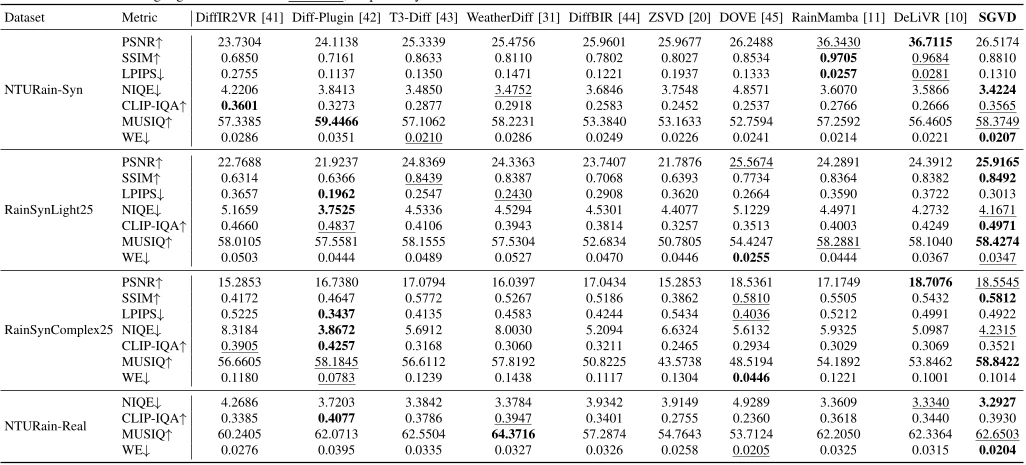 Dataset Metric DiffIR2VR [41] Diff-Plugin [42] T3-Diff [43] WeatherDiff [31] DiffBIR [44] ZSVD [20] DOVE [45] RainMamba [11] DeLiVR [10] SGVD
PSNR↑ 23.7304 24.1138 25.3339 25.4756 25.9601 25.9677 26.2488 36.3430 36.7115 26.5174
SSIM↑ 0.6850 0.7161 0.8633 0.8110 0.7802 0.8027 0.8534 0.9705 0.9684 0.8810
LPIPS↓ 0.2755 0.1137 0.1350 0.1471 0.1221 0.1937 0.1333 0.0257 0.0281 0.1310
NTURain-Syn NIQE↓ 4.2206 3.8413 3.4850 3.4752 3.6846 3.7548 4.8571 3.6070 3.5866 3.4224
CLIP-IQA↑ 0.3601 0.3273 0.2877 0.2918 0.2583 0.2452 0.2537 0.2766 0.2666 0.3565
MUSIQ↑ 57.3385 59.4466 57.1062 58.2231 53.3840 53.1633 52.7594 57.2592 56.4605 58.3749
WE↓ 0.0286 0.0351 0.0210 0.0286 0.0249 0.0226 0.0241 0.0214 0.0221 0.0207
PSNR↑ 22.7688 21.9237 24.8369 24.3363 23.7407 21.7876 25.5674 24.2891 24.3912 25.9165
SSIM↑ 0.6314 0.6366 0.8439 0.8387 0.7068 0.6393 0.7734 0.8364 0.8382 0.8492
LPIPS↓ 0.3657 0.1962 0.2547 0.2430 0.2908 0.3620 0.2664 0.3590 0.3722 0.3013
RainSynLight25 NIQE↓ 5.1659 3.7525 4.5336 4.5294 4.5301 4.4077 5.1229 4.4971 4.2732 4.1671
CLIP-IQA↑ 0.4660 0.4837 0.4106 0.3943 0.3814 0.3257 0.3513 0.4003 0.4249 0.4971
MUSIQ↑ 58.0105 57.5581 58.1555 57.5304 52.6834 50.7805 54.4247 58.2881 58.1040 58.4274
WE↓ 0.0503 0.0444 0.0489 0.0527 0.0470 0.0446 0.0255 0.0444 0.0367 0.0347
PSNR↑ 15.2853 16.7380 17.0794 16.0397 17.0434 15.2853 18.5361 17.1749 18.7076 18.5545
SSIM↑ 0.4172 0.4647 0.5772 0.5267 0.5186 0.3862 0.5810 0.5505 0.5432 0.5812
LPIPS↓ 0.5225 0.3437 0.4135 0.4583 0.4244 0.5434 0.4036 0.5212 0.4991 0.4922
RainSynComplex25 NIQE↓ 8.3184 3.8672 5.6912 8.0030 5.2094 6.6324 5.6132 5.9325 5.0987 4.2315
CLIP-IQA↑ 0.3905 0.4257 0.3168 0.3060 0.3211 0.2465 0.2934 0.3029 0.3069 0.3521
MUSIQ↑ 56.6605 58.1845 56.6112 57.8192 50.8225 43.5738 48.5194 54.1892 53.8462 58.8422
WE↓ 0.1180 0.0783 0.1239 0.1438 0.1117 0.1304 0.0446 0.1221 0.1001 0.1014
NIQE↓ 4.2686 3.7203 3.3842 3.3784 3.9342 3.9149 4.9289 3.3609 3.3340 3.2927
NTURain-Real CLIP-IQA↑ 0.3385 0.4077 0.3786 0.3947 0.3401 0.2755 0.2360 0.3618 0.3440 0.3930
MUSIQ↑ 60.2405 62.0713 62.5504 64.3716 57.2874 54.7643 53.7124 62.2050 62.3364 62.6503
WE↓ 0.0276 0.0395 0.0335 0.0327 0.0326 0.0258 0.0205 0.0325 0.0315 0.0204